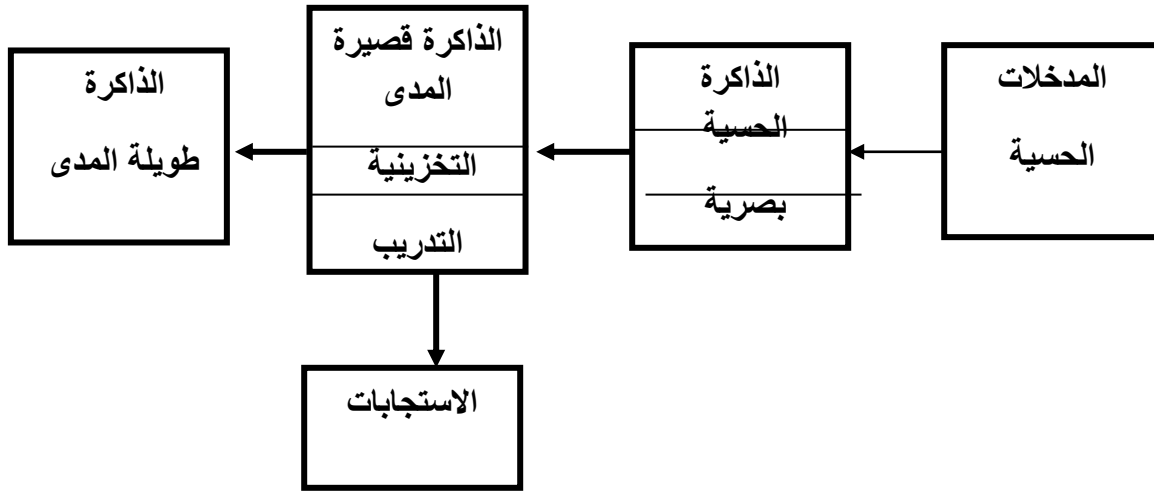 المدخلات
الحسية
الذاكرة
الحسية
بصرية
الذاكرة قصيرة
المدى
التخزينية
التدريب
الذاكرة
طويلة المدى
الاستجابات